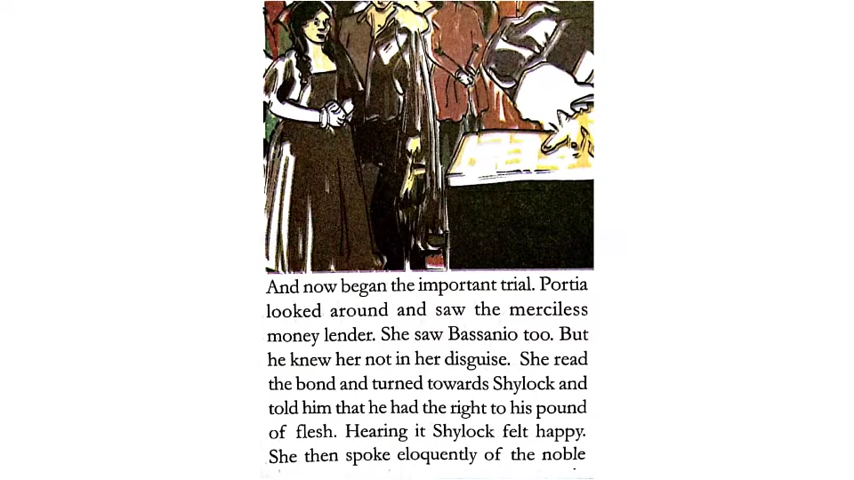 And now began the important trial. Portia
looked around and saw the merciless
money lender. She saw Bassanio too. But
he knew her not in her disguise. She read
the bond and turned towards Shylock and
told him that he had the right to his pound
of flesh. Hearing it Shylock felt happy.
She then spoke eloquently of the noble